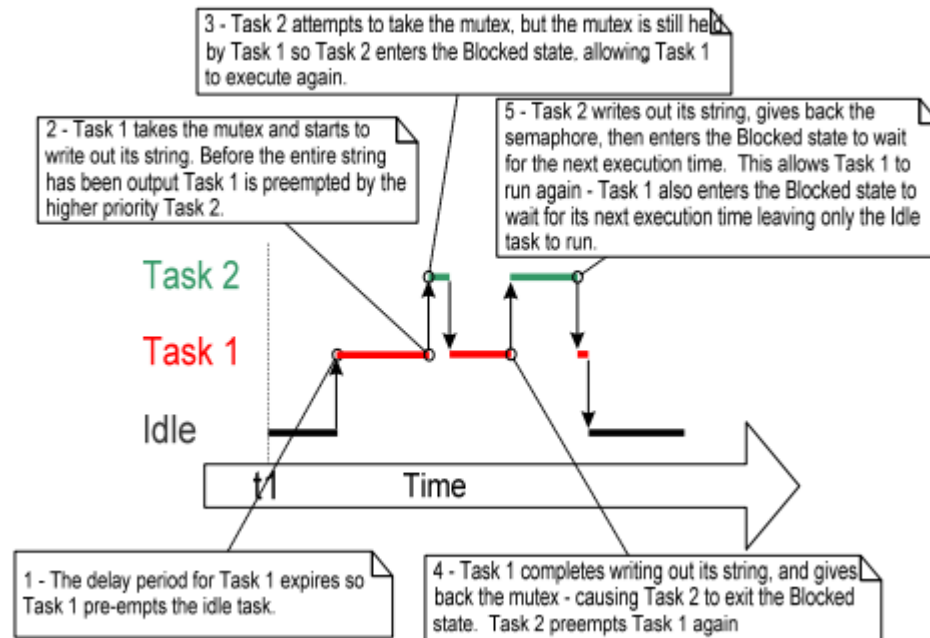 3 - Task 2 attempts to take the mutex, but the mutex is still held
by Task 1 so Task 2 enters the Blocked state, allowing Task 1
to execute again.
2 - Task 1 takes the mutex and starts to
write out its string. Before the entire string
has been output Task 1 is preempted by the
higher priority Task 2.
5 - Task 2 writes out its string, gives back the
semaphore, then enters the Blocked state to wait
for the next execution time.  This allows Task 1 to
run again - Task 1 also enters the Blocked state to
wait for its next execution time leaving only the Idle
task to run.
Task 2
Task 1
Idle
t1
Time
1 - The delay period for Task 1 expires so
Task 1 pre-empts the idle task.
4 - Task 1 completes writing out its string, and gives
back the mutex - causing Task 2 to exit the Blocked
state.  Task 2 preempts Task 1 again